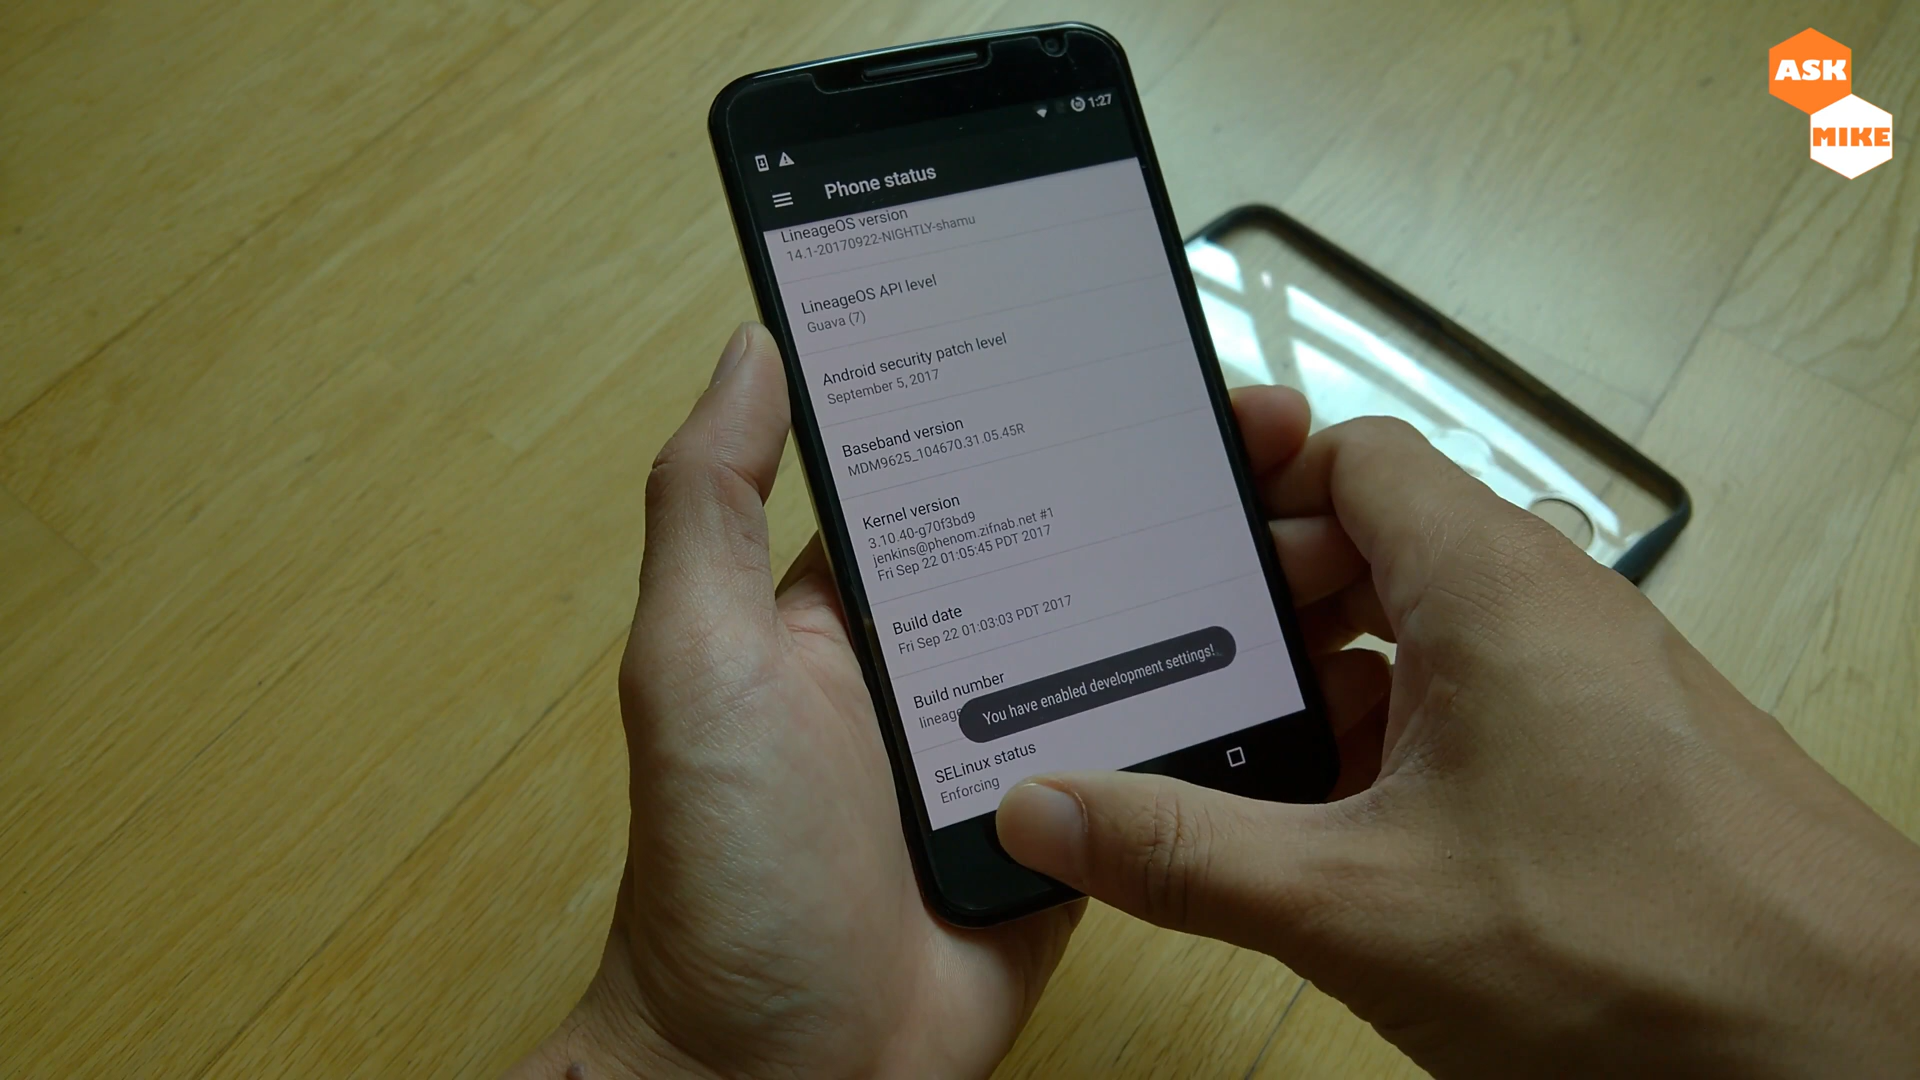 ASK
MIKE
1:27
Phone status
LineageOS version
14.1-20170922-NIGHTLY-shamu
LineageOS API level
Guava (7)
Android security patch level
September 5, 2017
Baseband version
MDM9625_104670.31.05.45R
Kernel version
3.10.40-g70f3bd9
jenkins@phenom.zifnab.net #1
Fri Sep 22 01:05:45 PDT 2017
Build date
Fri Sep 22 01:03:03 PDT 2017
Build number
lineage
You have enabled development settings!
SELinux status
Enforcing